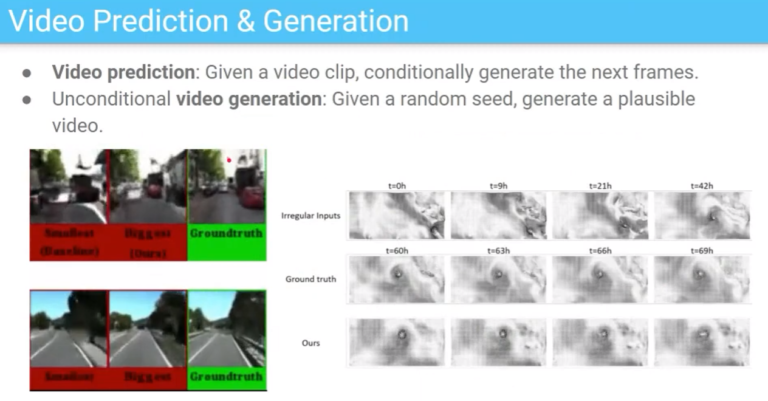 Video Prediction & Generation
● Video prediction: Given a video clip, conditionally generate the next frames.
● Unconditional video generation: Given a random seed, generate a plausible
video.
Smallest Biggest Groundtruth
(Baseline) (Ours)
t=0h t=9h t=21h t=42h
Irregular Inputs
t=60h t=63h t=66h t=69h
Ground truth
Ours
Smallest Biggest Groundtruth